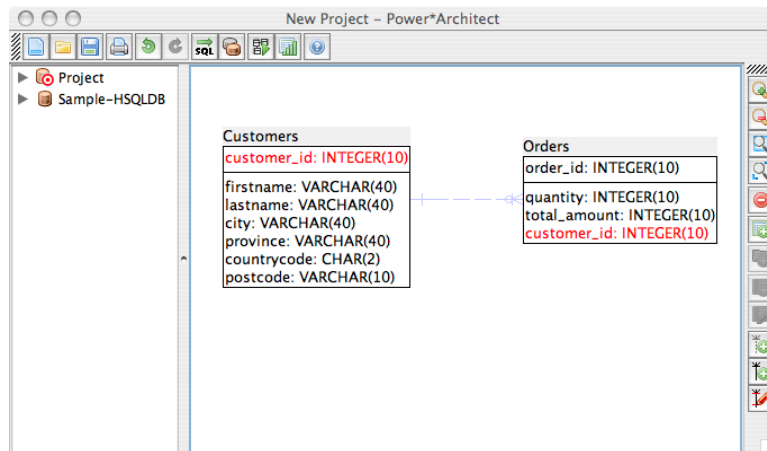 New Project – Power*Architect
SQL
Project
Sample-HSQLDB
Customers
customer_id: INTEGER(10)
firstname: VARCHAR(40)
lastname: VARCHAR(40)
city: VARCHAR(40)
province: VARCHAR(40)
countrycode: CHAR(2)
postcode: VARCHAR(10)
Orders
order_id: INTEGER(10)
quantity: INTEGER(10)
total_amount: INTEGER(10)
customer_id: INTEGER(10)